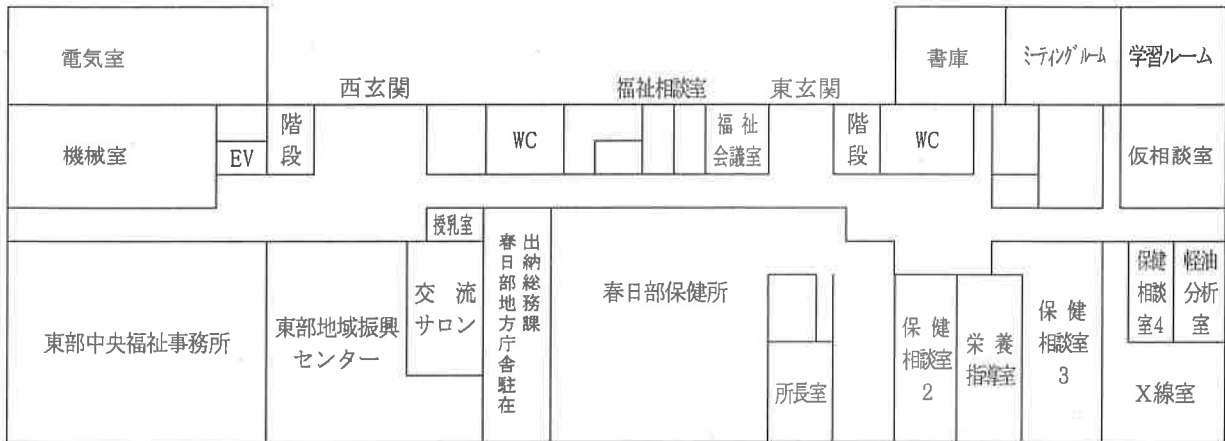 電気室
書庫
ミーティングルーム
学習ルーム
西玄関
福祉相談室
東玄関
機械室
EV
階段
WC
福祉
会議室
階段
WC
仮相談室
授乳室
東部中央福祉事務所
東部地域振興
センター
交流
サロン
出納総務課
春日部地方庁舎駐在
春日部保健所
所長室
保健
相談室
2
栄養
指導室
保健
相談室
3
保健
相談
室4
軽油
分析
室
X線室